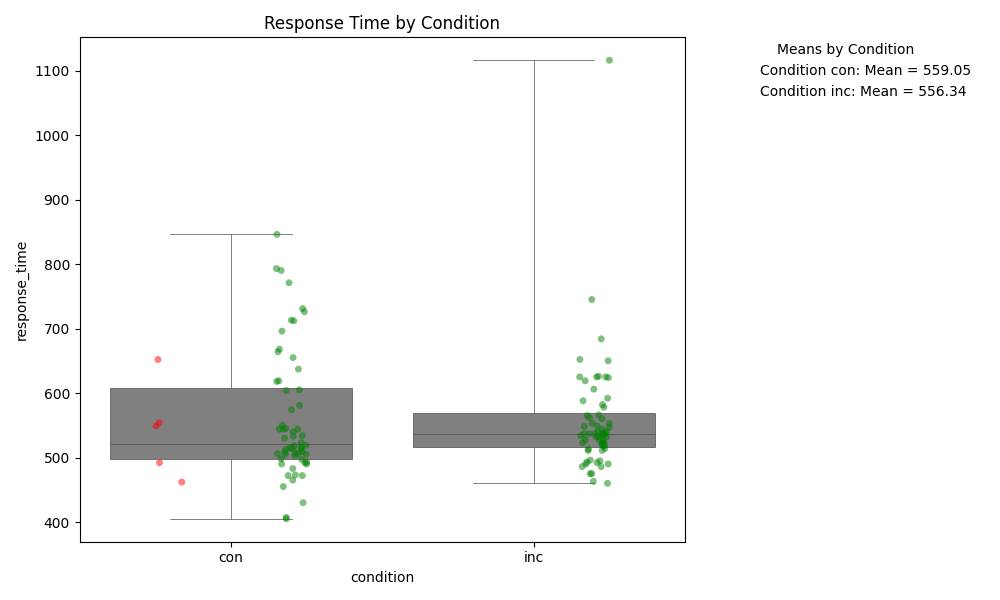 Response Time by Condition
Means by Condition
Condition con: Mean = 559.05
Condition inc: Mean = 556.34
response_time
1100
1000
900
800
700
600
500
400
con
inc
condition